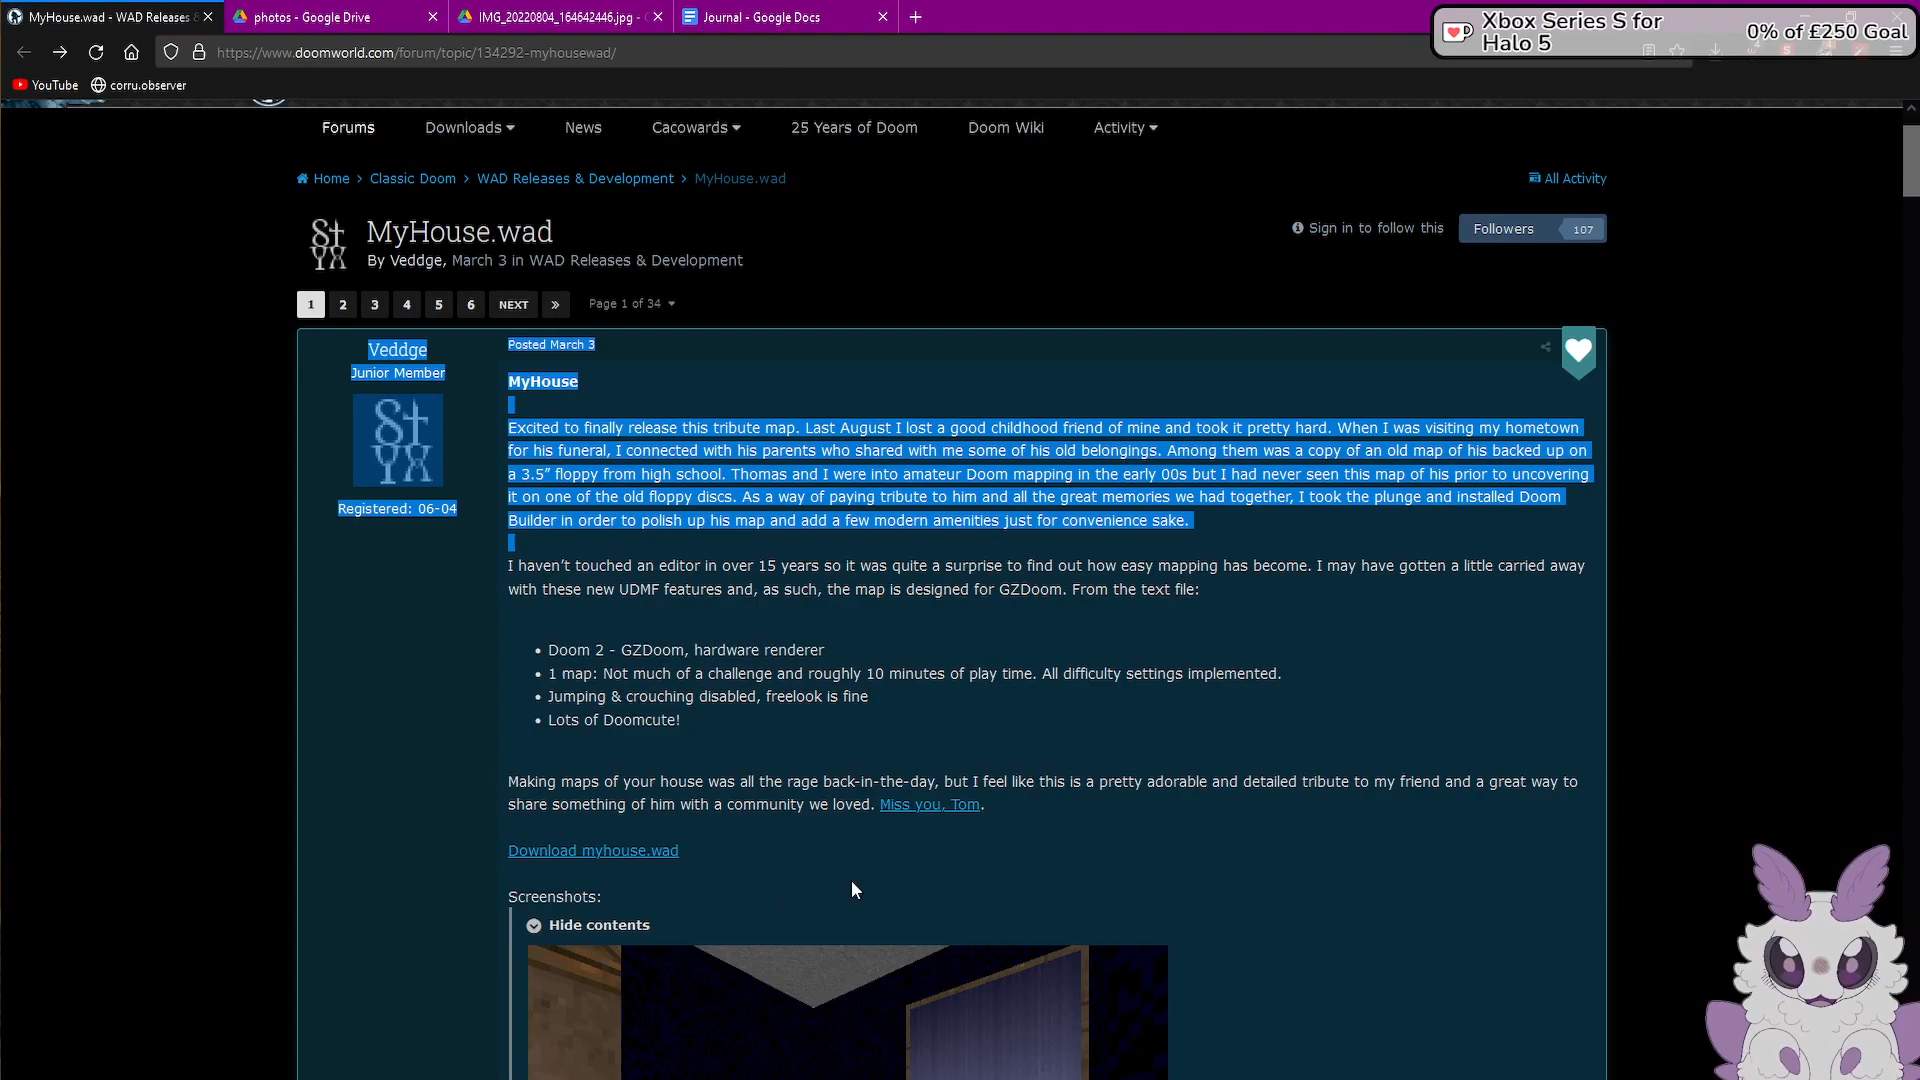 MyHouse.wad - WAD Releases &
photos - Google Drive
IMG_20220804_164642446.jpg -
Journal - Google Docs
Xbox Series S for
Halo 5
0% of £250 Goal
https://www.doomworld.com/forum/topic/134292-myhousewad/
YouTube
corru.observer
Forums
Downloads
News
Cacowards
25 Years of Doom
Doom Wiki
Activity
Home > Classic Doom > WAD Releases & Development > MyHouse.wad
All Activity
MyHouse.wad
By Veddge, March 3 in WAD Releases & Development
Sign in to follow this
Followers 107
1 2 3 4 5 6 NEXT » Page 1 of 34
Veddge
Junior Member
Registered: 06-04
Posted March 3
MyHouse
Excited to finally release this tribute map. Last August I lost a good childhood friend of mine and took it pretty hard. When I was visiting my hometown
for his funeral, I connected with his parents who shared with me some of his old belongings. Among them was a copy of an old map of his backed up on
a 3.5” floppy from high school. Thomas and I were into amateur Doom mapping in the early 00s but I had never seen this map of his prior to uncovering
it on one of the old floppy discs. As a way of paying tribute to him and all the great memories we had together, I took the plunge and installed Doom
Builder in order to polish up his map and add a few modern amenities just for convenience sake.
I haven’t touched an editor in over 15 years so it was quite a surprise to find out how easy mapping has become. I may have gotten a little carried away
with these new UDMF features and, as such, the map is designed for GZDoom. From the text file:
• Doom 2 - GZDoom, hardware renderer
• 1 map: Not much of a challenge and roughly 10 minutes of play time. All difficulty settings implemented.
• Jumping & crouching disabled, freelook is fine
• Lots of Doomcute!
Making maps of your house was all the rage back-in-the-day, but I feel like this is a pretty adorable and detailed tribute to my friend and a great way to
share something of him with a community we loved. Miss you, Tom.
Download myhouse.wad
Screenshots:
Hide contents